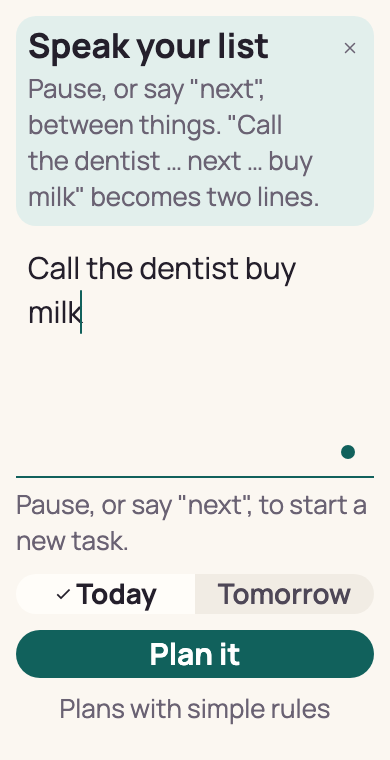 Speak your list
×
Pause, or say "next",
between things. "Call
the dentist ... next ... buy
milk" becomes two lines.
Call the dentist buy
milk
Pause, or say "next", to start a
new task.
✓ Today
Tomorrow
Plan it
Plans with simple rules